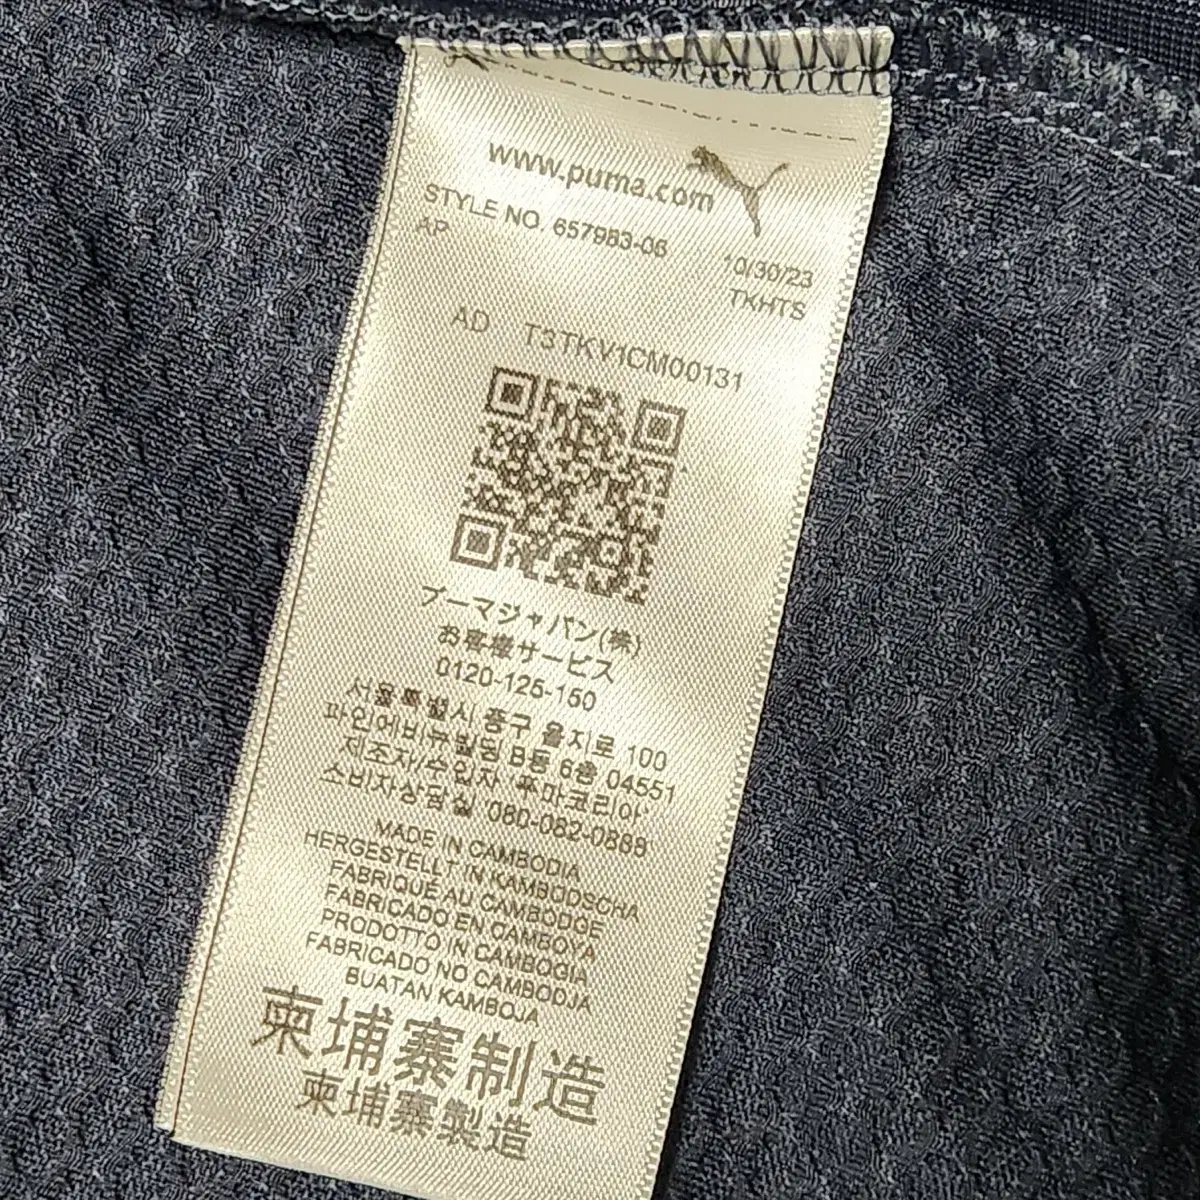 www.puma.com
STYLE NO. 657983-06
10/30/23
AP
TKHTS
AD T3TKV1CM00131
プーマジャパン(株)
お客様サービス
0120-125-150
서울특별시 중구 을지로 100
파인에비뉴빌딩 B동 6층 04551
제조자/수입자 '푸마코리아'
소비자상담실 '080-082-0888
MADE IN CAMBODIA
HERGESTELLT IN KAMBODSCHA
FABRIQUÉ AU CAMBODGE
FABRICADO EN CAMBOYA
PRODOTTO IN CAMBOGIA
FABRICADO NO CAMBODJA
BUATAN KAMBOJA
柬埔寨制造
柬埔寨製造